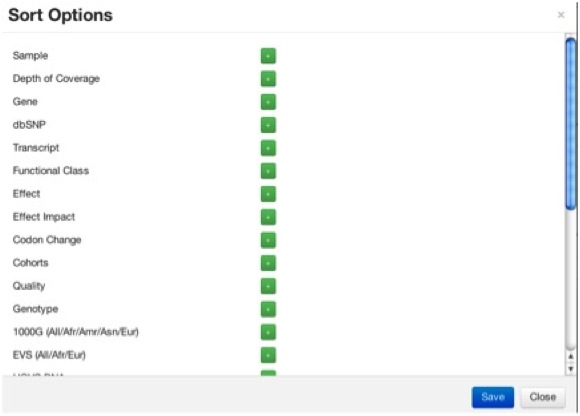 Sort Options ×
Sample +
Depth of Coverage +
Gene +
dbSNP +
Transcript +
Functional Class +
Effect +
Effect Impact +
Codon Change +
Cohorts +
Quality +
Genotype +
1000G (All/Afr/Amr/Asn/Eur) +
EVS (All/Afr/Eur) +
Save Close